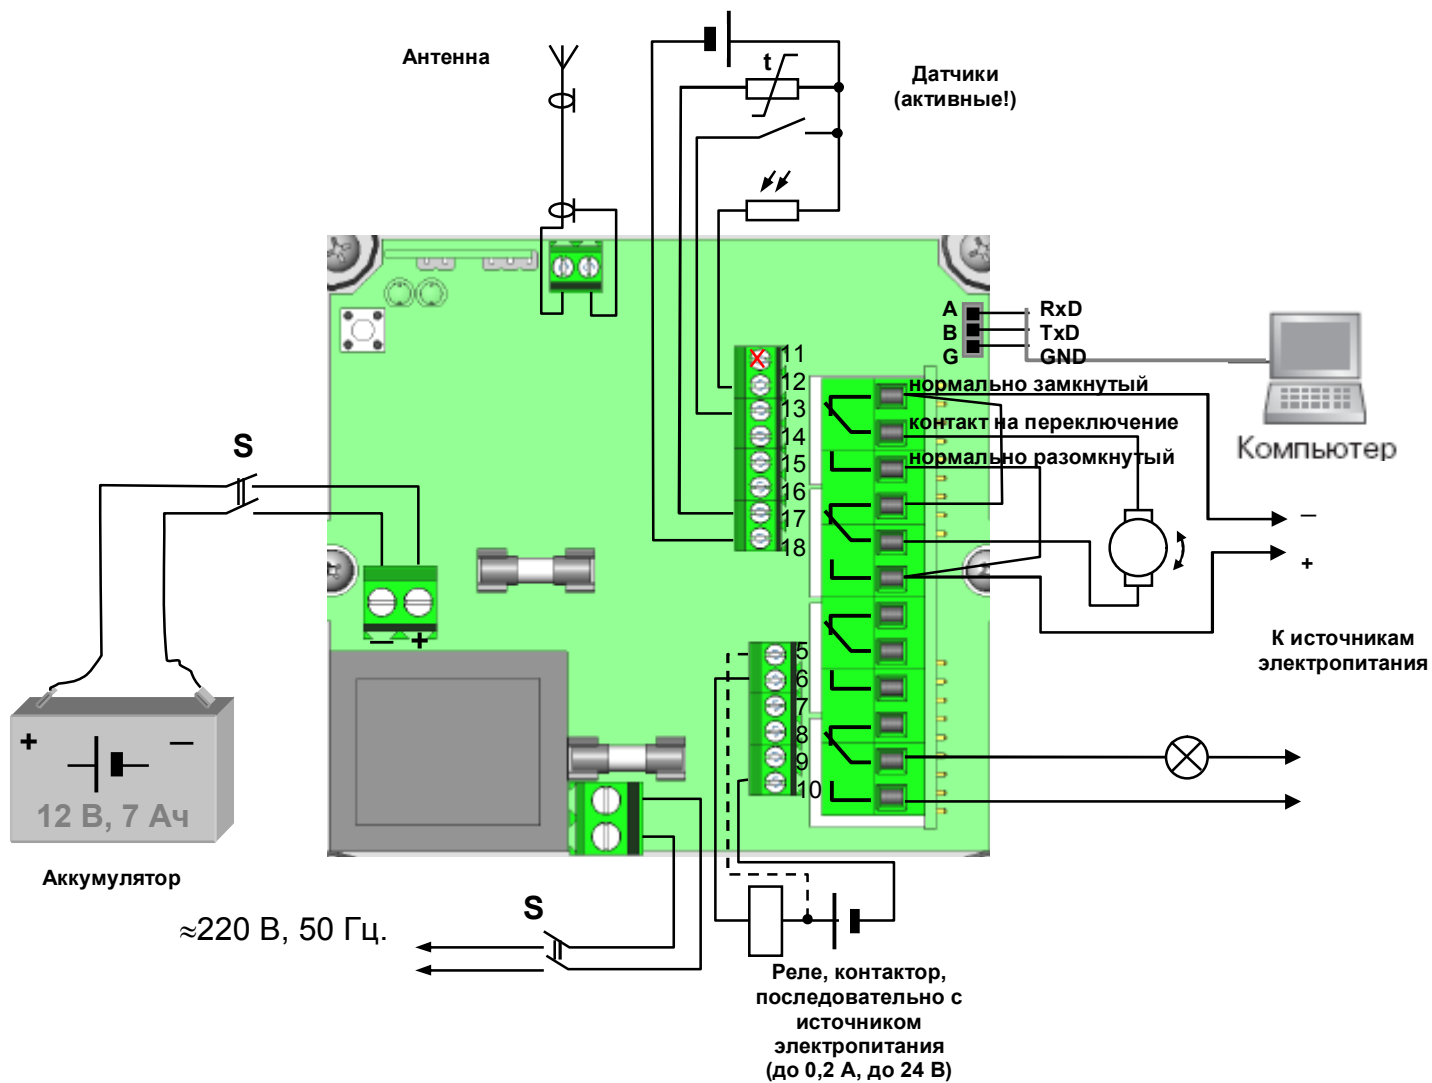 Антенна
t
Датчики
(активные!)
A RxD
B TxD
G GND
Компьютер
11
12
13
14
15
16
17
18
нормально замкнутый
контакт на переключение
нормально разомкнутый
S
–
+
К источникам
электропитания
– +
5
6
7
8
9
10
+ –
12 В, 7 Ач
Аккумулятор
≈220 В, 50 Гц.
S
Реле, контактор,
последовательно с
источником
электропитания
(до 0,2 А, до 24 В)